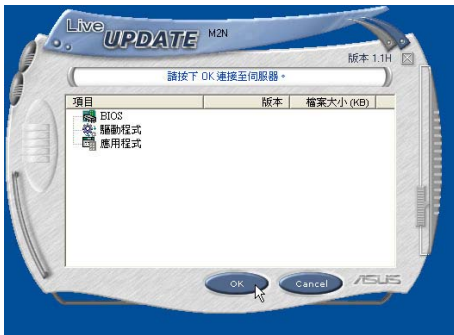 Live
UPDATE M2N
版本 1.1H
請按下 OK 連接至伺服器。
項目 版本 檔案大小 (KB)
BIOS
驅動程式
應用程式
OK Cancel ASUS